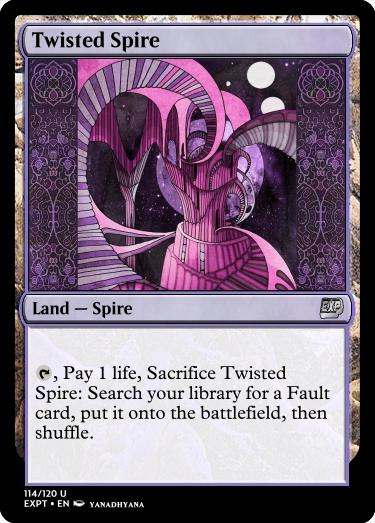 Twisted Spire
Land — Spire
EXP
, Pay 1 life, Sacrifice Twisted
Spire: Search your library for a Fault
card, put it onto the battlefield, then
shuffle.
114/120 U
EXPT • EN YANADHYANA